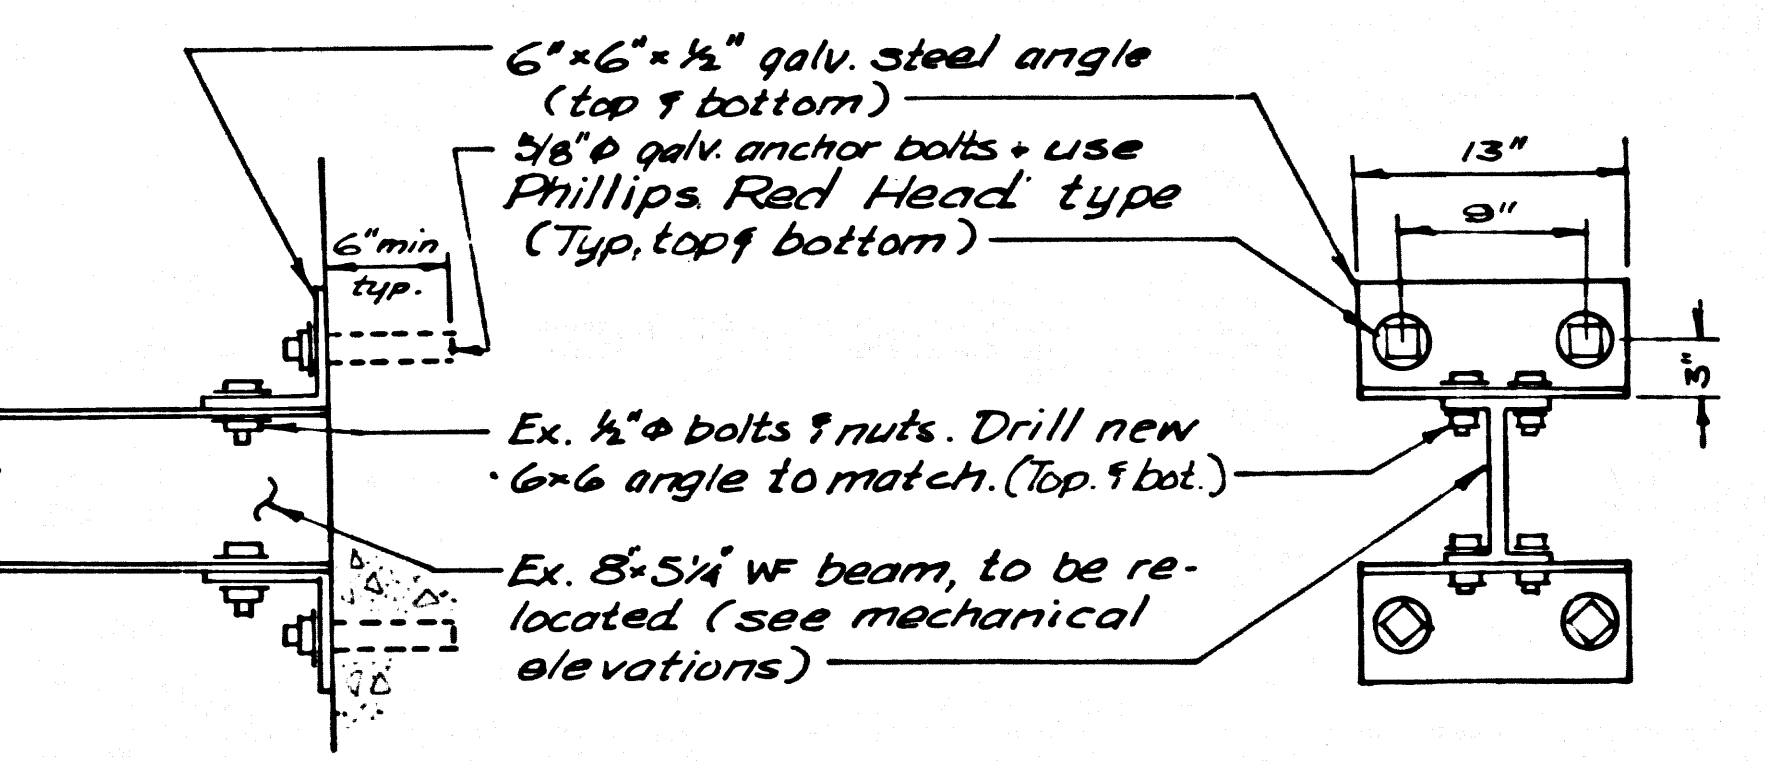 6"×6"×½" galv. steel angle
(top & bottom)
5/8"Φ galv. anchor bolts - use
Phillips Red Head type
(Typ, top & bottom)
6" min
typ.
Ex. ½"Φ bolts & nuts. Drill new
6×6 angle to match. (Top. & bot.)
Ex. 8"×5¼" WF beam, to be re-
located (see mechanical
elevations)
13"
9"
3"